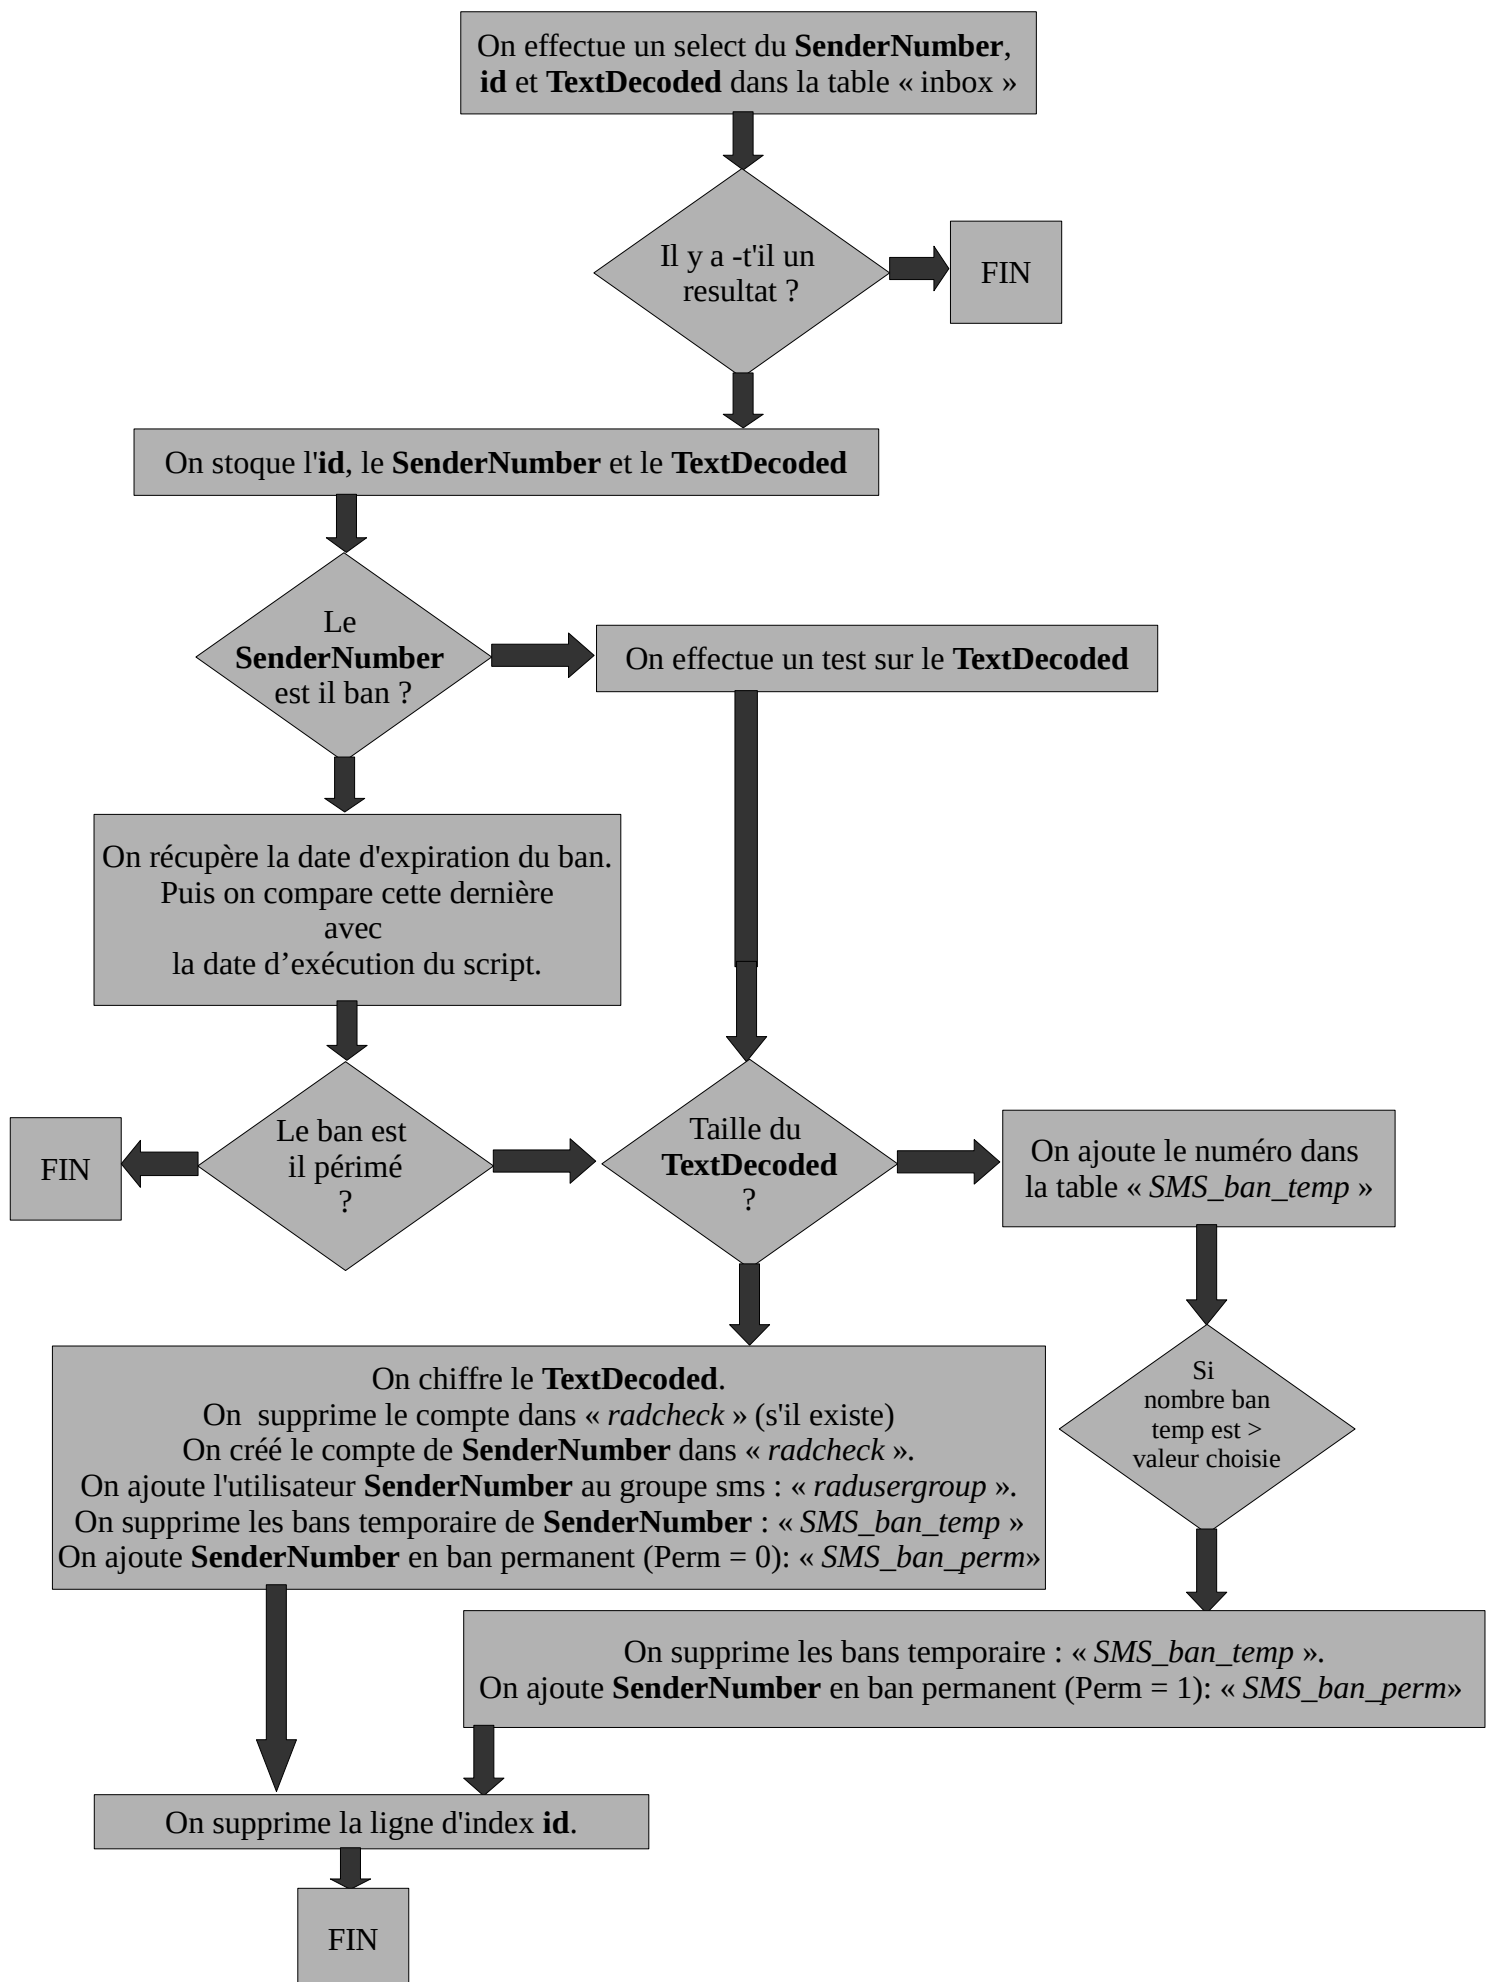 On effectue un select du SenderNumber,
id et TextDecoded dans la table « inbox »
Il y a -t'il un
resultat ?
FIN
On stoque l'id, le SenderNumber et le TextDecoded
Le
SenderNumber
est il ban ?
On effectue un test sur le TextDecoded
On récupère la date d'expiration du ban.
Puis on compare cette dernière
avec
la date d’exécution du script.
FIN
Le ban est
il périmé
?
Taille du
TextDecoded
?
On ajoute le numéro dans
la table « SMS_ban_temp »
Si
nombre ban
temp est >
valeur choisie
On chiffre le TextDecoded.
On  supprime le compte dans « radcheck » (s'il existe)
On créé le compte de SenderNumber dans « radcheck ».
On ajoute l'utilisateur SenderNumber au groupe sms : « radusergroup ».
On supprime les bans temporaire de SenderNumber : « SMS_ban_temp »
On ajoute SenderNumber en ban permanent (Perm = 0): « SMS_ban_perm»
On supprime les bans temporaire : « SMS_ban_temp ».
On ajoute SenderNumber en ban permanent (Perm = 1): « SMS_ban_perm»
On supprime la ligne d'index id.
FIN